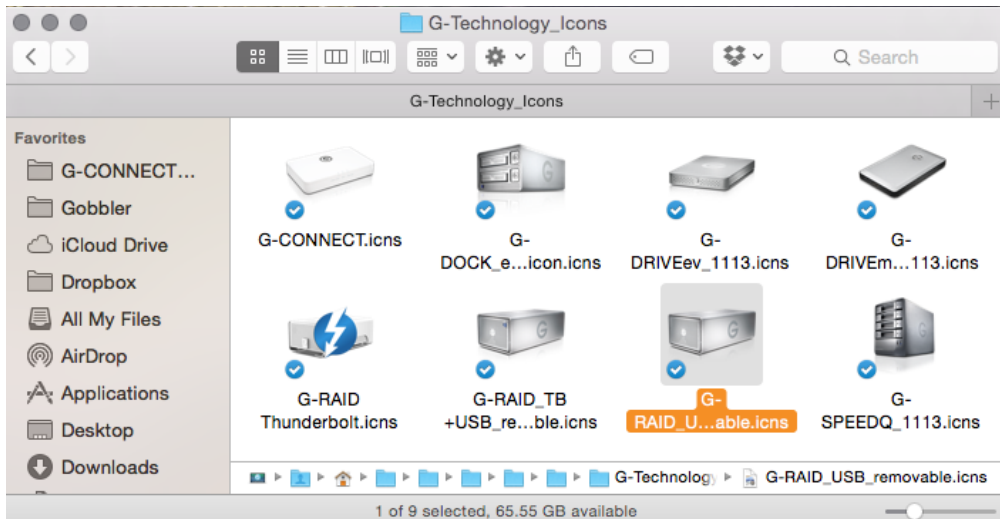 G-Technology_Icons
Search
G-Technology_Icons
Favorites
G-CONNECT...
Gobbler
iCloud Drive
Dropbox
All My Files
AirDrop
Applications
Desktop
Downloads
G-CONNECT.icns
G-
DOCK_e...icon.icns
G-
DRIVEev_1113.icns
G-
DRIVEm...113.icns
G-RAID
Thunderbolt.icns
G-RAID_TB
+USB_re...ble.icns
G-
RAID_U...able.icns
G-
SPEEDQ_1113.icns
G-Technology
G-RAID_USB_removable.icns
1 of 9 selected, 65.55 GB available